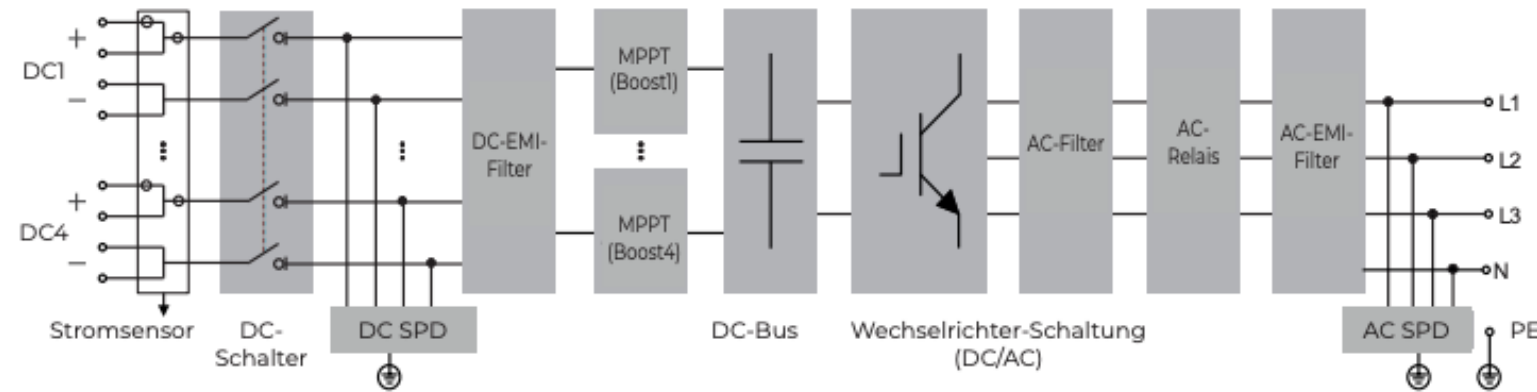 +
DC1
−
+
DC4
−
Stromsensor
DC-
Schalter
DC SPD
DC-EMI-
Filter
MPPT
(Boost1)
MPPT
(Boost4)
DC-Bus
Wechselrichter-Schaltung
(DC/AC)
AC-Filter
AC-
Relais
AC-EMI-
Filter
L1
L2
L3
N
AC SPD
PE